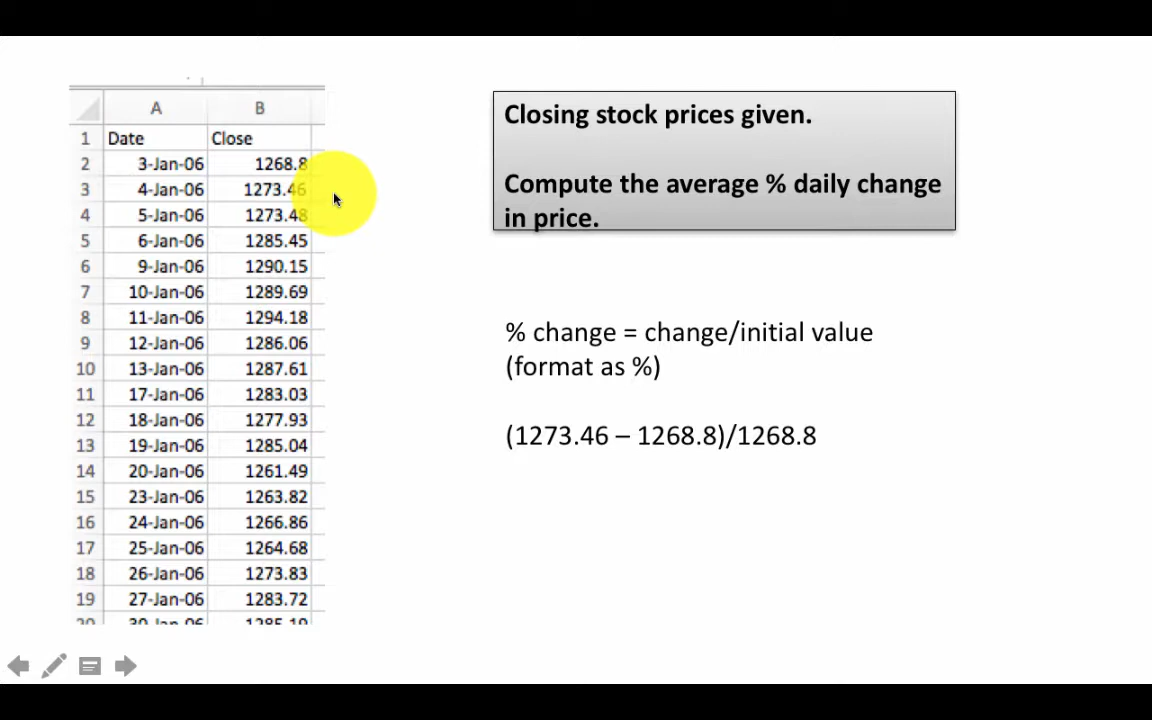 A B
1 Date Close
2 3-Jan-06 1268.8
3 4-Jan-06 1273.46
4 5-Jan-06 1273.48
5 6-Jan-06 1285.45
6 9-Jan-06 1290.15
7 10-Jan-06 1289.69
8 11-Jan-06 1294.18
9 12-Jan-06 1286.06
10 13-Jan-06 1287.61
11 17-Jan-06 1283.03
12 18-Jan-06 1277.93
13 19-Jan-06 1285.04
14 20-Jan-06 1261.49
15 23-Jan-06 1263.82
16 24-Jan-06 1266.86
17 25-Jan-06 1264.68
18 26-Jan-06 1273.83
19 27-Jan-06 1283.72
20 30-Jan-06 1285.19
Closing stock prices given.
Compute the average % daily change
in price.
% change = change/initial value
(format as %)
(1273.46 – 1268.8)/1268.8